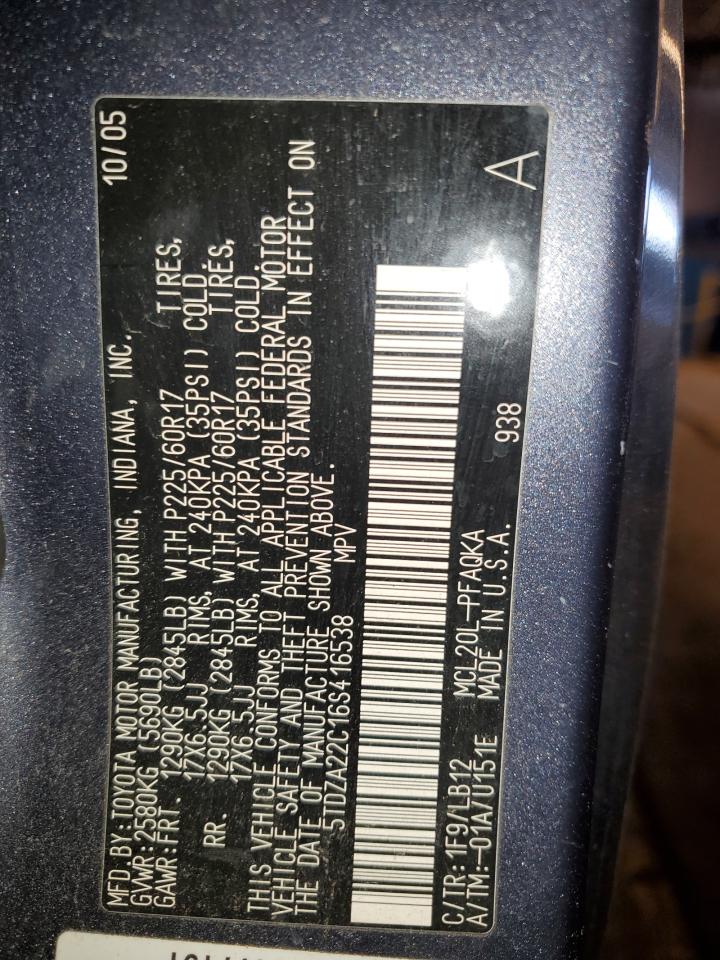 MFD BY:TOYOTA MOTOR MANUFACTURING, INDIANA, INC. 10/05
GVWR:2580KG (5690LB)
GAWR:FRT. 1290KG (2845LB) WITH P225/60R17 TIRES,
17X6.5JJ RIMS, AT 240KPA (35PSI) COLD.
RR. 1290KG (2845LB) WITH P225/60R17 TIRES,
17X6.5JJ RIMS, AT 240KPA (35PSI) COLD.
THIS VEHICLE CONFORMS TO ALL APPLICABLE FEDERAL MOTOR
VEHICLE SAFETY AND THEFT PREVENTION STANDARDS IN EFFECT ON
THE DATE OF MANUFACTURE SHOWN ABOVE.
5TDZA22C16S416538 MPV
C/TR:1F9/LB12 MCL20L-PFAQKA 938 A
A/TM:-01A/U151E MADE IN U.S.A.